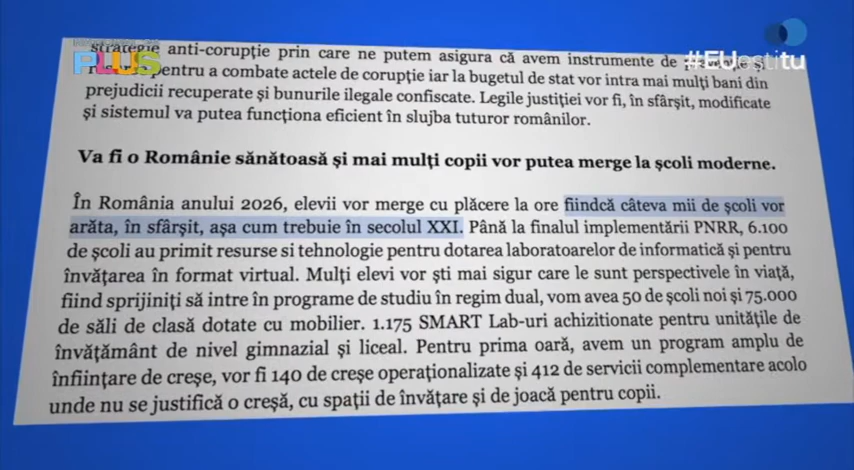 PLUS
#EUestitu
strategie anti-corupție prin care ne putem asigura că avem instrumente de
pentru a combate actele de corupție iar la bugetul de stat vor intra mai mulți bani din
prejudicii recuperate și bunurile ilegale confiscate. Legile justiției vor fi, în sfârșit, modificate
și sistemul va putea funcționa eficient în slujba tuturor românilor.
Va fi o Românie sănătoasă și mai mulți copii vor putea merge la școli moderne.
În România anului 2026, elevii vor merge cu plăcere la ore fiindcă câteva mii de școli vor
arăta, în sfârșit, așa cum trebuie în secolul XXI. Până la finalul implementării PNRR, 6.100
de școli au primit resurse si tehnologie pentru dotarea laboratoarelor de informatică și pentru
învățarea în format virtual. Mulți elevi vor ști mai sigur care le sunt perspectivele în viață,
fiind sprijiniți să intre în programe de studiu în regim dual, vom avea 50 de școli noi și 75.000
de săli de clasă dotate cu mobilier. 1.175 SMART Lab-uri achizitionate pentru unitățile de
învățământ de nivel gimnazial și liceal. Pentru prima oară, avem un program amplu de
înființare de creșe, vor fi 140 de creșe operaționalizate și 412 de servicii complementare acolo
unde nu se justifică o creșă, cu spații de învățare și de joacă pentru copii.